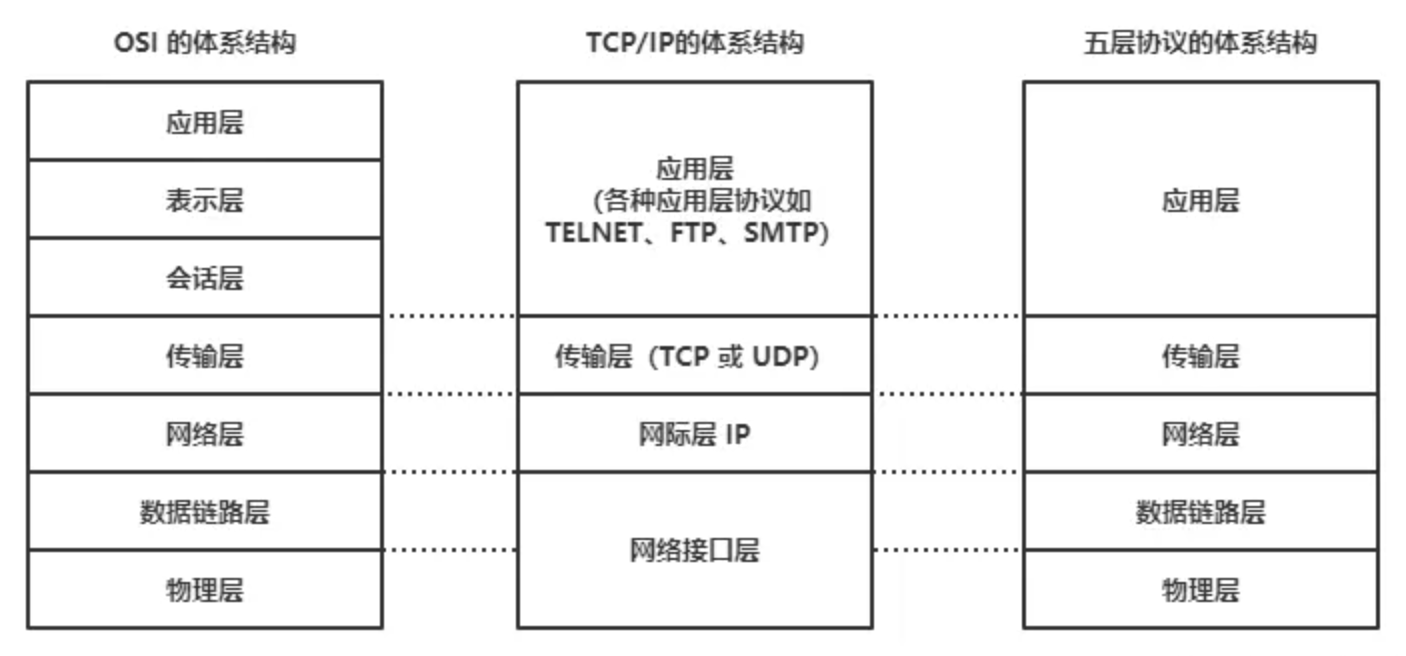 OSI 的体系结构
应用层
表示层
会话层
传输层
网络层
数据链路层
物理层
TCP/IP的体系结构
应用层
(各种应用层协议如
TELNET、FTP、SMTP)
传输层（TCP 或 UDP)
网际层 IP
网络接口层
五层协议的体系结构
应用层
传输层
网络层
数据链路层
物理层